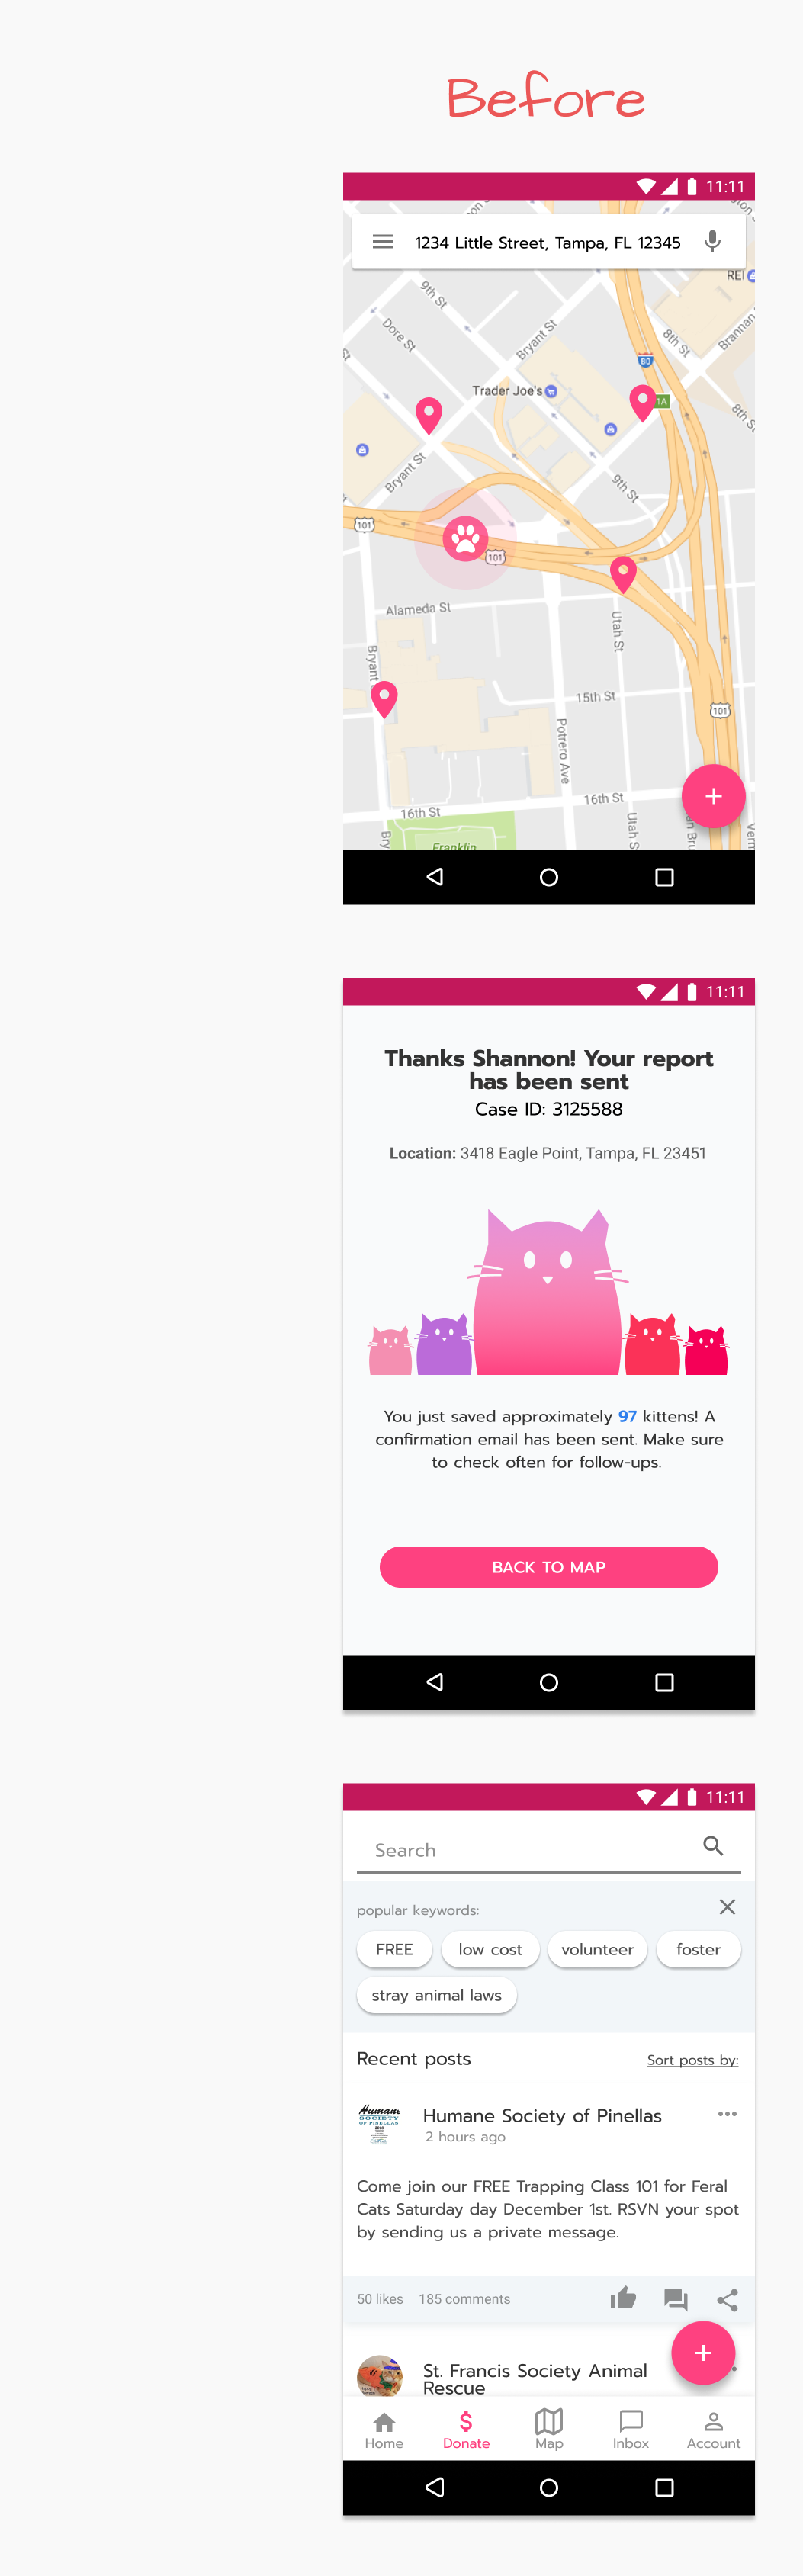 Before
11:11
1234 Little Street, Tampa, FL 12345
REI
9th St
Dore St
Bryant St
8th St
Brannan
80
Trader Joe's
1A
8th S
Bryant St
9th St
101
101
Alameda St
Utah St
Bryant
15th St
101
Potrero Ave
+
16th St
16th St
Utah S
an Bru
Bry
Franklin
11:11
Thanks Shannon! Your report
has been sent
Case ID: 3125588
Location: 3418 Eagle Point, Tampa, FL 23451
You just saved approximately 97 kittens! A
confirmation email has been sent. Make sure
to check often for follow-ups.
BACK TO MAP
11:11
Search
popular keywords:
FREE low cost volunteer foster
stray animal laws
Recent posts Sort posts by:
Humane
SOCIETY
OF PINELLAS
Humane Society of Pinellas
2 hours ago
Come join our FREE Trapping Class 101 for Feral
Cats Saturday day December 1st. RSVN your spot
by sending us a private message.
50 likes 185 comments
+
St. Francis Society Animal
Rescue
Home Donate Map Inbox Account